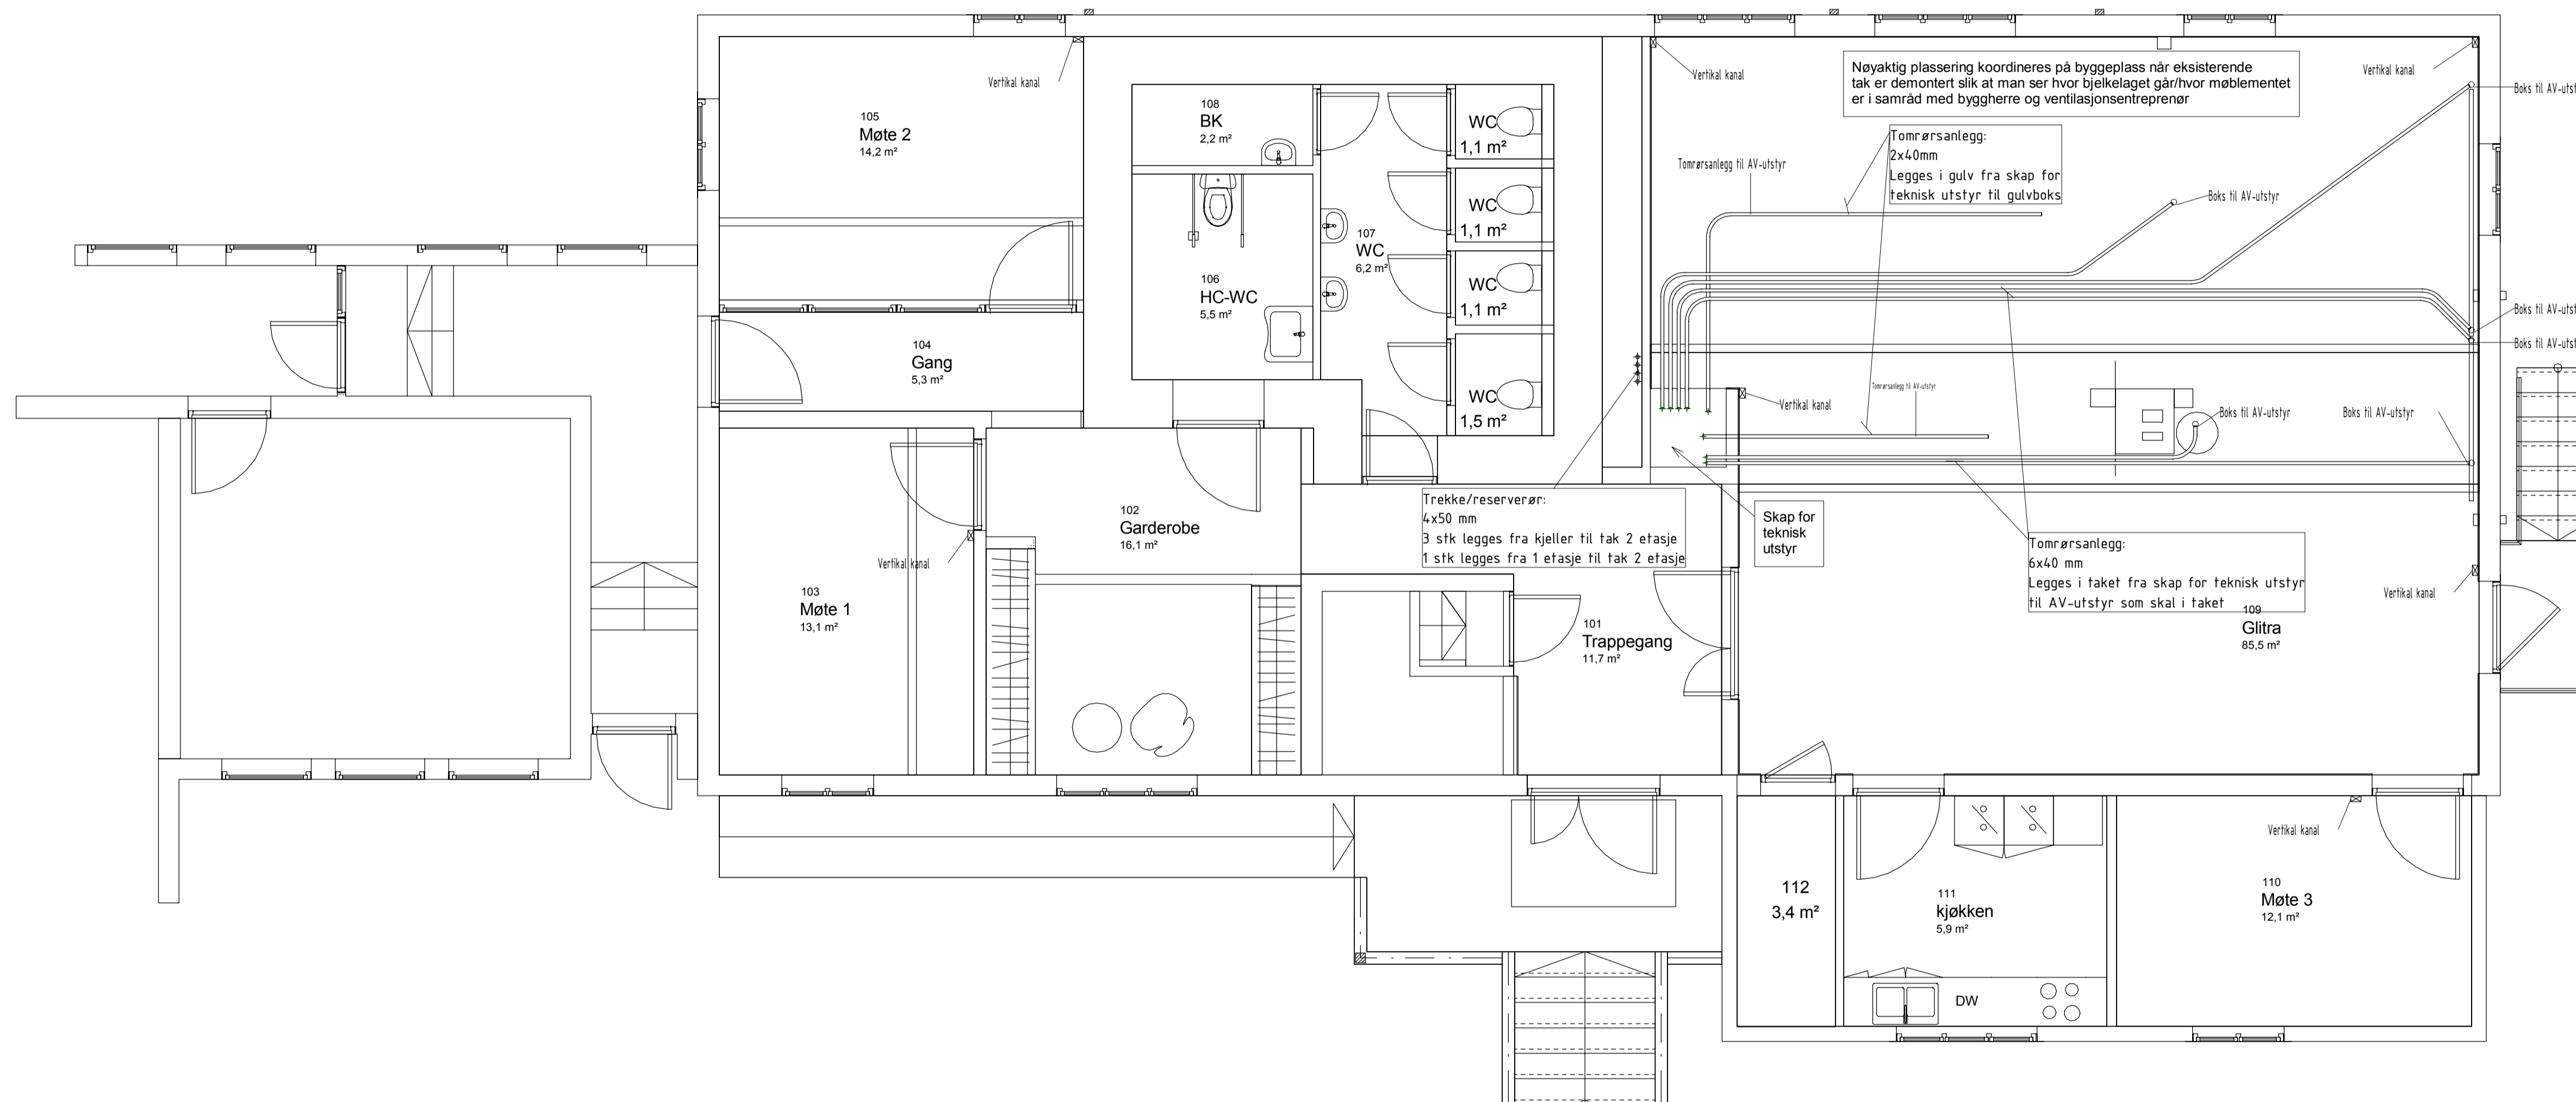 Vertikal kanal
105
Møte 2
14,2 m²
108
BK
2,2 m²
106
HC-WC
5,5 m²
107
WC
6,2 m²
WC
1,1 m²
WC
1,1 m²
WC
1,1 m²
WC
1,5 m²
104
Gang
5,3 m²
102
Garderobe
16,1 m²
Vertikal kanal
103
Møte 1
13,1 m²
101
Trappegang
11,7 m²
Trekke/reserverør:
4x50 mm
3 stk legges fra kjeller til tak 2 etasje
1 stk legges fra 1 etasje til tak 2 etasje
Skap for
teknisk
utstyr
Vertikal kanal
Nøyaktig plassering koordineres på byggeplass når eksisterende
tak er demontert slik at man ser hvor bjelkelaget går/hvor møblementet
er i samråd med byggherre og ventilasjonsentreprenør
Vertikal kanal
Boks til AV-utst
Tomrørsanlegg:
2x40mm
Legges i gulv fra skap for
teknisk utstyr til gulvboks
Tomrørsanlegg til AV-utstyr
Boks til AV-utstyr
Boks til AV-utst
Boks til AV-utst
Tomrørsanlegg til AV-utstyr
Vertikal kanal
Boks til AV-utstyr
Boks til AV-utstyr
Tomrørsanlegg:
6x40 mm
Legges i taket fra skap for teknisk utstyr
til AV-utstyr som skal i taket
Vertikal kanal
109
Glitra
85,5 m²
Vertikal kanal
112
3,4 m²
111
kjøkken
5,9 m²
DW
110
Møte 3
12,1 m²